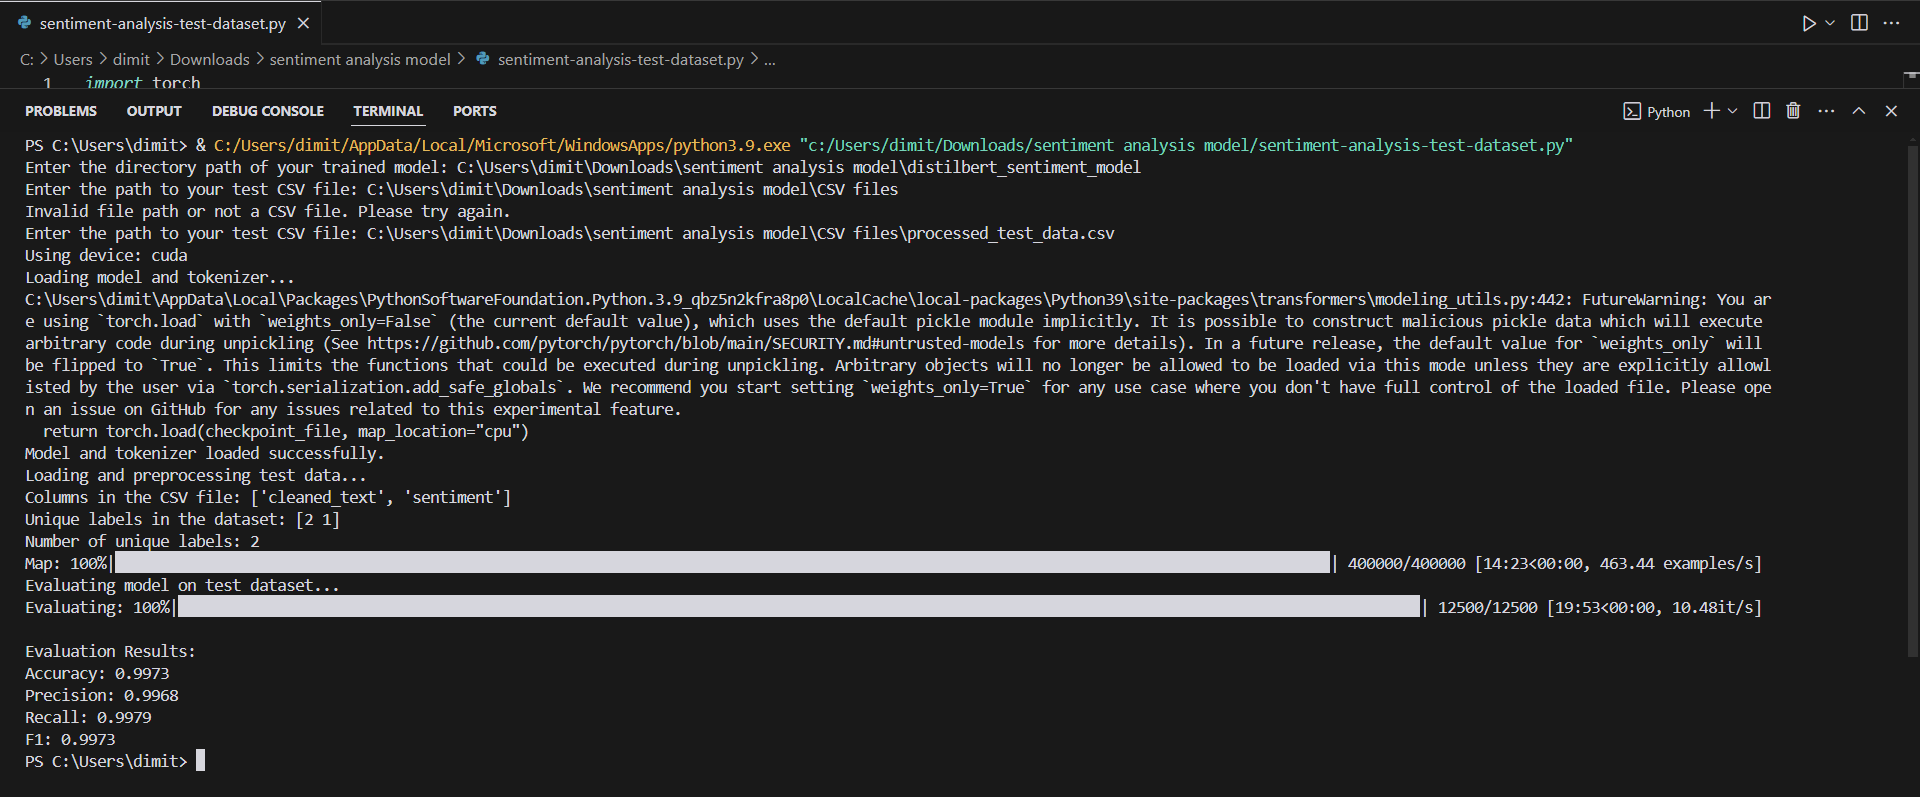 sentiment-analysis-test-dataset.py
C: > Users > dimit > Downloads > sentiment analysis model > sentiment-analysis-test-dataset.py > ...
1 import torch
PROBLEMS OUTPUT DEBUG CONSOLE TERMINAL PORTS Python
PS C:\Users\dimit> & C:/Users/dimit/AppData/Local/Microsoft/WindowsApps/python3.9.exe "c:/Users/dimit/Downloads/sentiment analysis model/sentiment-analysis-test-dataset.py"
Enter the directory path of your trained model: C:\Users\dimit\Downloads\sentiment analysis model\distilbert_sentiment_model
Enter the path to your test CSV file: C:\Users\dimit\Downloads\sentiment analysis model\CSV files
Invalid file path or not a CSV file. Please try again.
Enter the path to your test CSV file: C:\Users\dimit\Downloads\sentiment analysis model\CSV files\processed_test_data.csv
Using device: cuda
Loading model and tokenizer...
C:\Users\dimit\AppData\Local\Packages\PythonSoftwareFoundation.Python.3.9_qbz5n2kfra8p0\LocalCache\local-packages\Python39\site-packages\transformers\modeling_utils.py:442: FutureWarning: You ar
e using `torch.load` with `weights_only=False` (the current default value), which uses the default pickle module implicitly. It is possible to construct malicious pickle data which will execute
arbitrary code during unpickling (See https://github.com/pytorch/pytorch/blob/main/SECURITY.md#untrusted-models for more details). In a future release, the default value for `weights_only` will
be flipped to `True`. This limits the functions that could be executed during unpickling. Arbitrary objects will no longer be allowed to be loaded via this mode unless they are explicitly allowl
isted by the user via `torch.serialization.add_safe_globals`. We recommend you start setting `weights_only=True` for any use case where you don't have full control of the loaded file. Please ope
n an issue on GitHub for any issues related to this experimental feature.
return torch.load(checkpoint_file, map_location="cpu")
Model and tokenizer loaded successfully.
Loading and preprocessing test data...
Columns in the CSV file: ['cleaned_text', 'sentiment']
Unique labels in the dataset: [2 1]
Number of unique labels: 2
Map: 100%| | 400000/400000 [14:23<00:00, 463.44 examples/s]
Evaluating model on test dataset...
Evaluating: 100%| | 12500/12500 [19:53<00:00, 10.48it/s]
Evaluation Results:
Accuracy: 0.9973
Precision: 0.9968
Recall: 0.9979
F1: 0.9973
PS C:\Users\dimit>